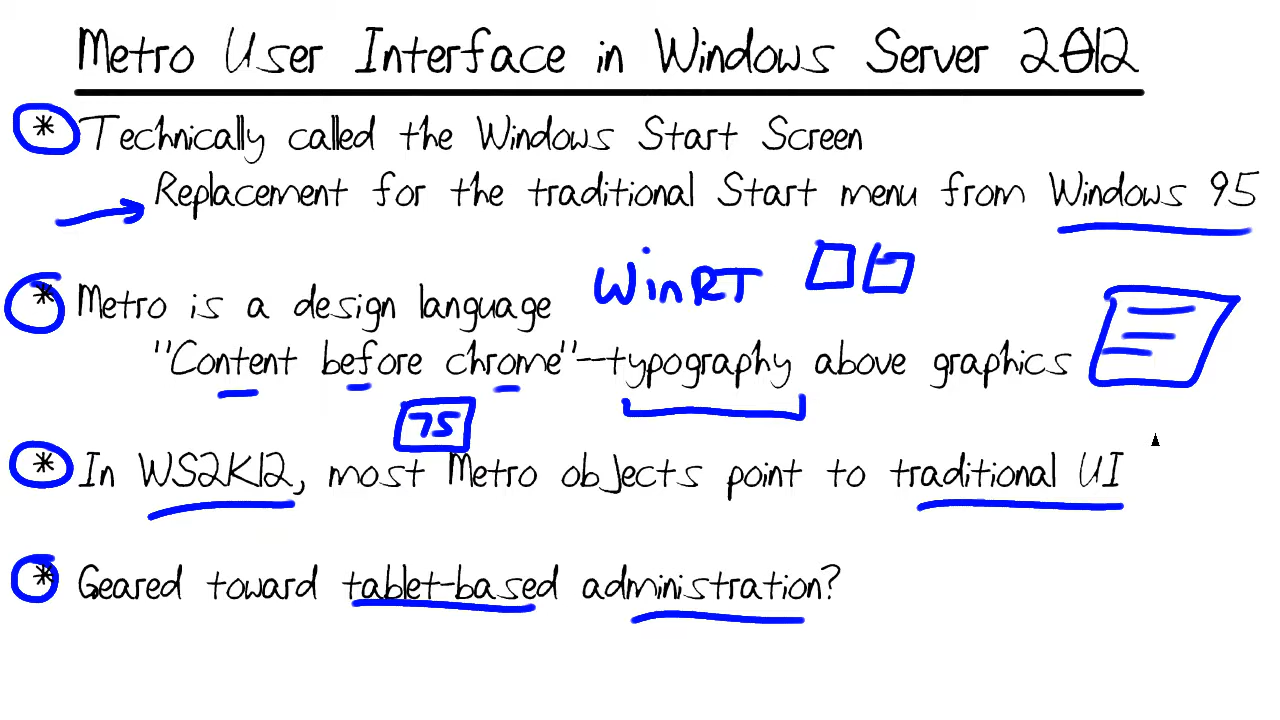 Metro User Interface in Windows Server 2012
* Technically called the Windows Start Screen
Replacement for the traditional Start menu from Windows 95
WinRT
* Metro is a design language
"Content before chrome"--typography above graphics
75
* In WS2K12, most Metro objects point to traditional UI
* Geared toward tablet-based administration?